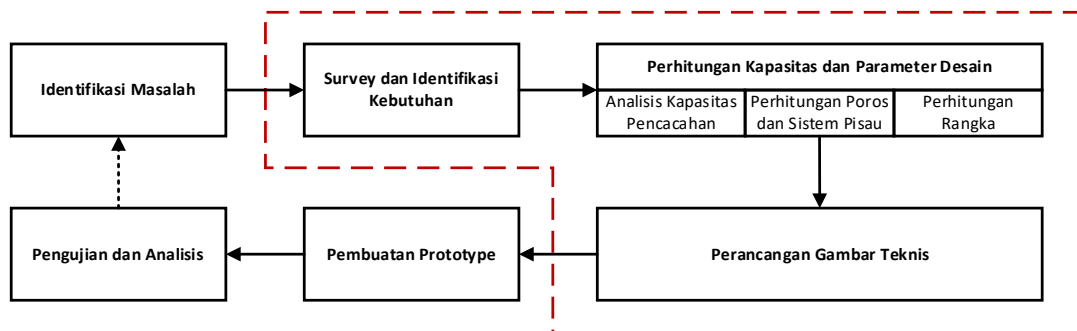 Identifikasi Masalah
Survey dan Identifikasi
Kebutuhan
Perhitungan Kapasitas dan Parameter Desain
Analisis Kapasitas
Pencacahan
Perhitungan Poros
dan Sistem Pisau
Perhitungan
Rangka
Pengujian dan Analisis
Pembuatan Prototype
Perancangan Gambar Teknis